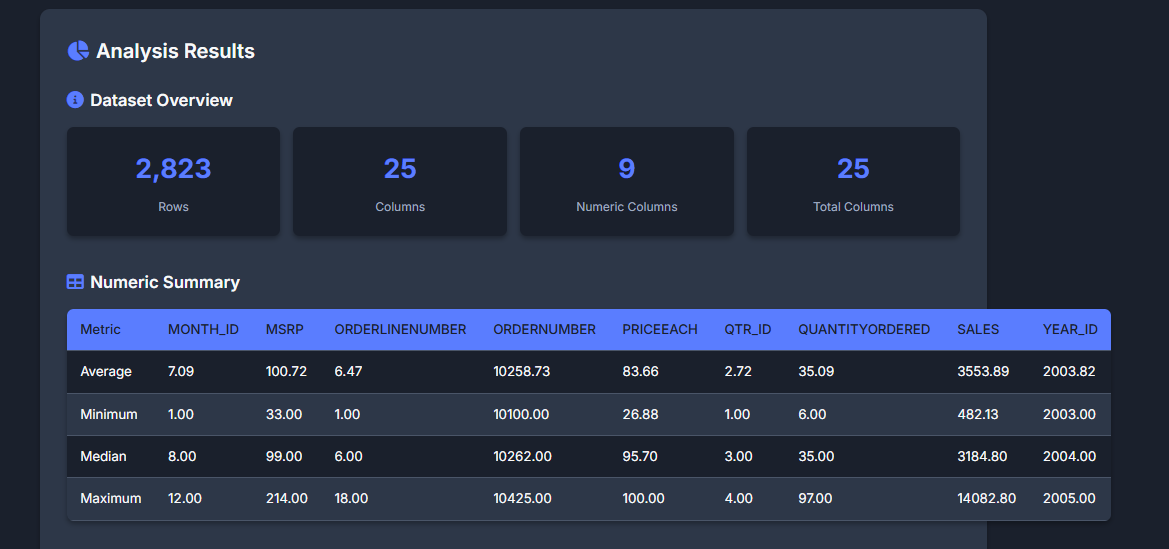 Analysis Results
Dataset Overview
2,823 25 9 25
Rows Columns Numeric Columns Total Columns
Numeric Summary
Metric MONTH_ID MSRP ORDERLINENUMBER ORDERNUMBER PRICEEACH QTR_ID QUANTITYORDERED SALES YEAR_ID
Average 7.09 100.72 6.47 10258.73 83.66 2.72 35.09 3553.89 2003.82
Minimum 1.00 33.00 1.00 10100.00 26.88 1.00 6.00 482.13 2003.00
Median 8.00 99.00 6.00 10262.00 95.70 3.00 35.00 3184.80 2004.00
Maximum 12.00 214.00 18.00 10425.00 100.00 4.00 97.00 14082.80 2005.00